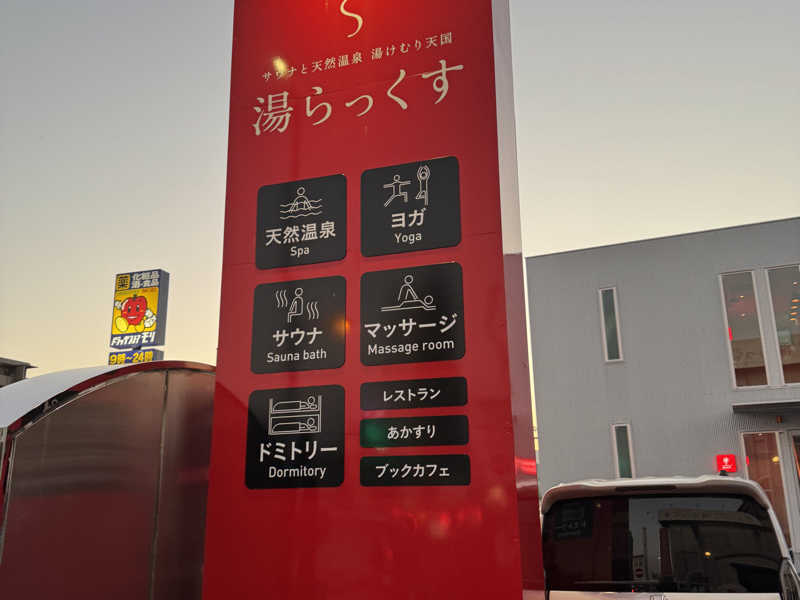 サウナと天然温泉 湯けむり天国
湯らっくす
天然温泉
Spa
ヨガ
Yoga
サウナ
Sauna bath
マッサージ
Massage room
ドミトリー
Dormitory
レストラン
あかすり
ブックカフェ
薬
化粧品
酒・食品
ドラッグストア モリ
9時~24時